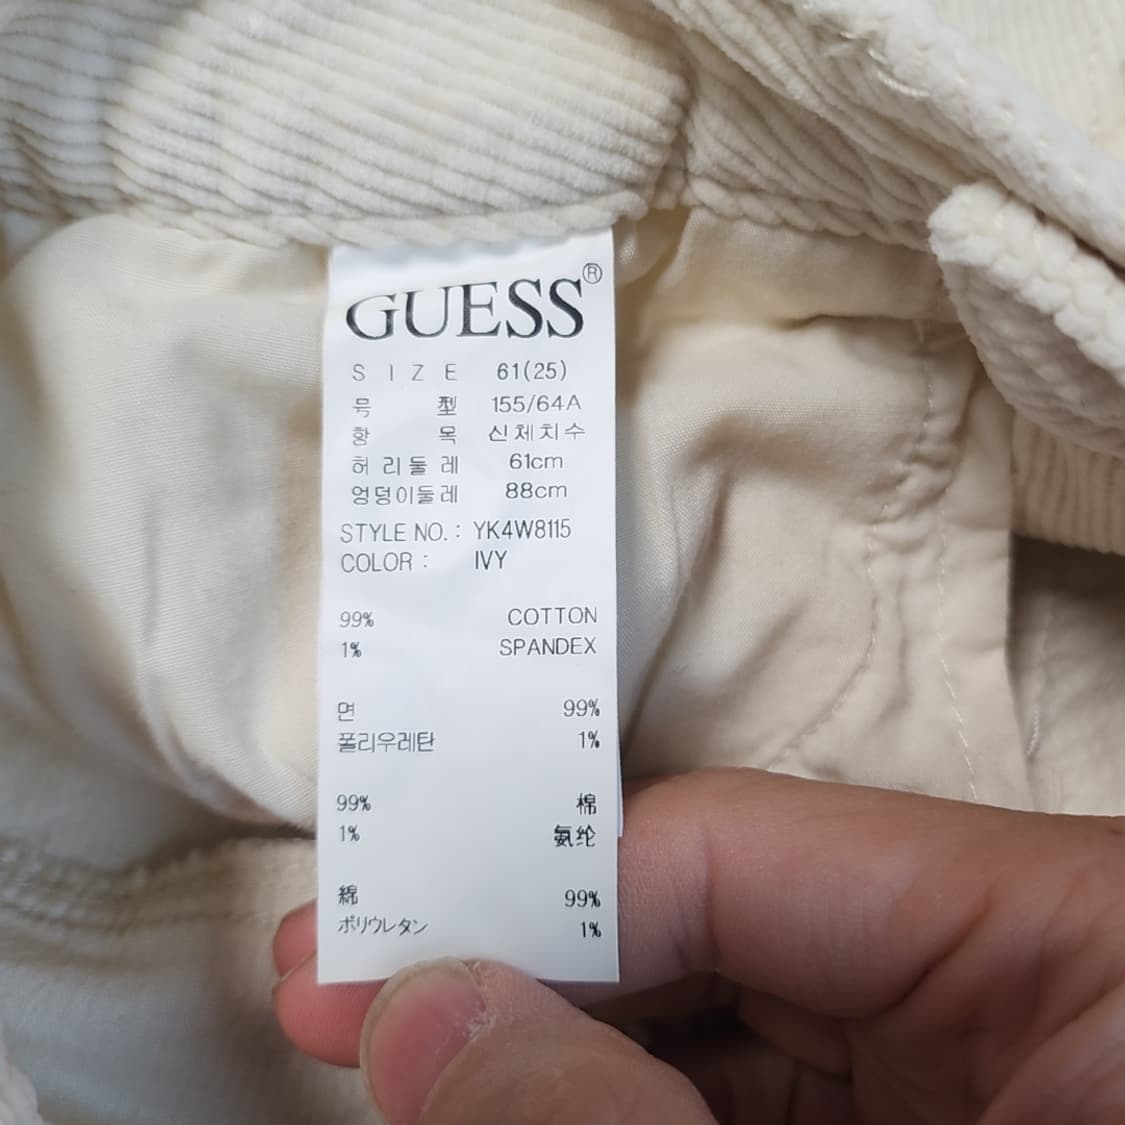 GUESS®
SIZE 61(25)
号型 155/64A
항목 신체치수
허리둘레 61cm
엉덩이둘레 88cm
STYLE NO. : YK4W8115
COLOR : IVY
99% COTTON
1% SPANDEX
면 99%
폴리우레탄 1%
99% 棉
1% 氨纶
綿 99%
ポリウレタン 1%